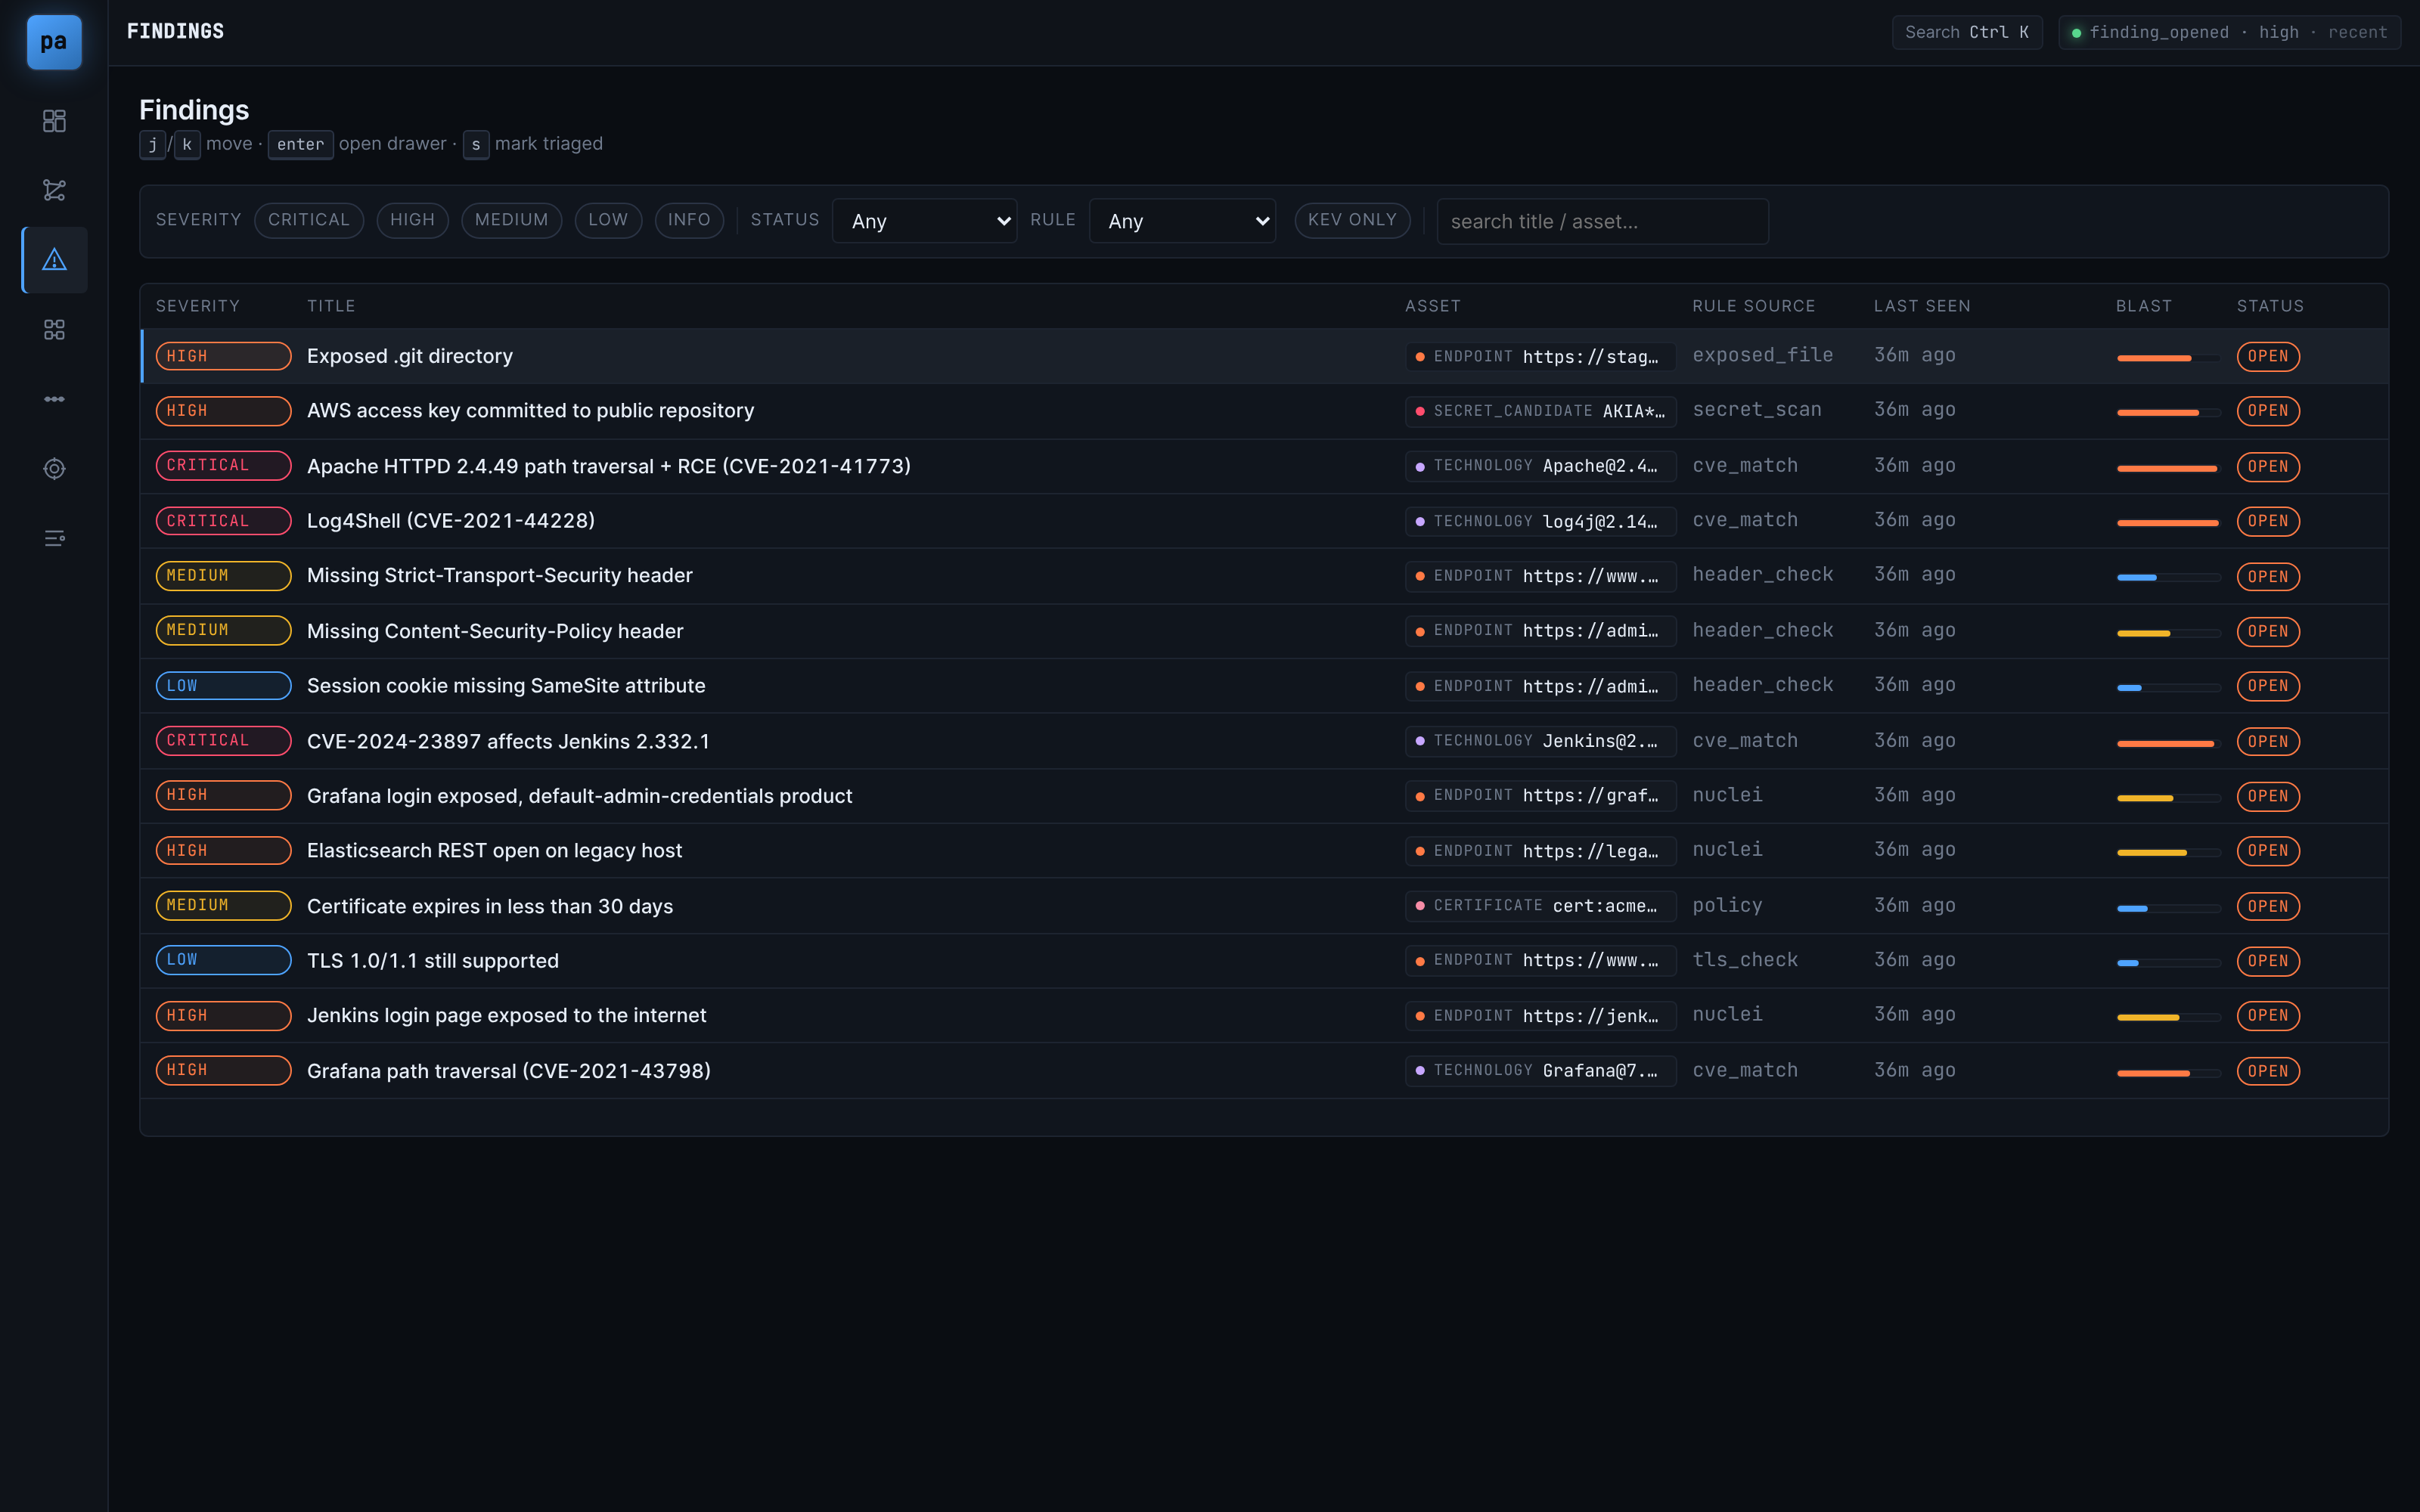 pa
FINDINGS
Search Ctrl K
finding_opened · high · recent
Findings
j/k move · enter open drawer · s mark triaged
SEVERITY CRITICAL HIGH MEDIUM LOW INFO STATUS Any RULE Any KEV ONLY search title / asset…
SEVERITY TITLE ASSET RULE SOURCE LAST SEEN BLAST STATUS
HIGH Exposed .git directory ENDPOINT https://stag… exposed_file 36m ago OPEN
HIGH AWS access key committed to public repository SECRET_CANDIDATE AKIA*… secret_scan 36m ago OPEN
CRITICAL Apache HTTPD 2.4.49 path traversal + RCE (CVE-2021-41773) TECHNOLOGY Apache@2.4… cve_match 36m ago OPEN
CRITICAL Log4Shell (CVE-2021-44228) TECHNOLOGY log4j@2.14… cve_match 36m ago OPEN
MEDIUM Missing Strict-Transport-Security header ENDPOINT https://www.… header_check 36m ago OPEN
MEDIUM Missing Content-Security-Policy header ENDPOINT https://admi… header_check 36m ago OPEN
LOW Session cookie missing SameSite attribute ENDPOINT https://admi… header_check 36m ago OPEN
CRITICAL CVE-2024-23897 affects Jenkins 2.332.1 TECHNOLOGY Jenkins@2.… cve_match 36m ago OPEN
HIGH Grafana login exposed, default-admin-credentials product ENDPOINT https://graf… nuclei 36m ago OPEN
HIGH Elasticsearch REST open on legacy host ENDPOINT https://lega… nuclei 36m ago OPEN
MEDIUM Certificate expires in less than 30 days CERTIFICATE cert:acme… policy 36m ago OPEN
LOW TLS 1.0/1.1 still supported ENDPOINT https://www.… tls_check 36m ago OPEN
HIGH Jenkins login page exposed to the internet ENDPOINT https://jenk… nuclei 36m ago OPEN
HIGH Grafana path traversal (CVE-2021-43798) TECHNOLOGY Grafana@7.… cve_match 36m ago OPEN